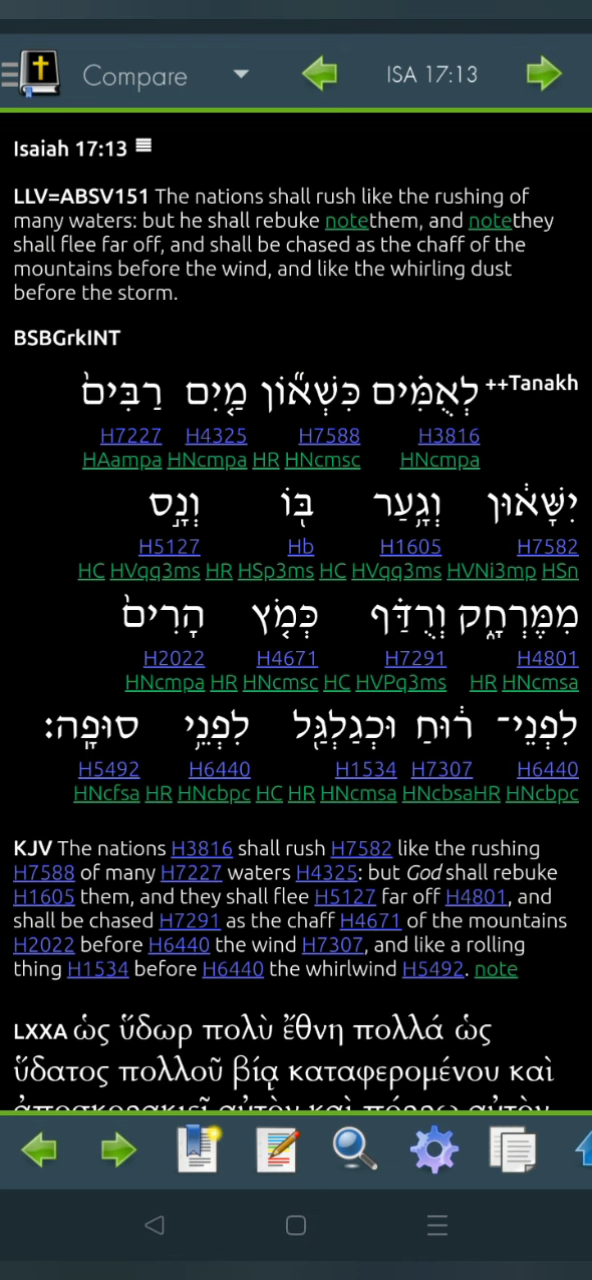 Compare
ISA 17:13
Isaiah 17:13
LLV=ABSV151 The nations shall rush like the rushing of
many waters: but he shall rebuke notethem, and notethey
shall flee far off, and shall be chased as the chaff of the
mountains before the wind, and like the whirling dust
before the storm.
BSBGrkINT
++Tanakh לְאֻמִּ֗ים כִּשְׁא֞וֹן מַ֤יִם רַבִּים֙
H7227 H4325 H7588 H3816
HAampa HNcmpa HR HNcmsc HNcmpa
יִשָּׁא֔וּן וְגָ֥עַר בּ֖וֹ וְנָ֣ס
H5127 Hb H1605 H7582
HC HVqq3ms HR HSp3ms HC HVqq3ms HVNi3mp HSn
מִמֶּרְחָ֑ק וְרֻדַּ֗ף כְּמֹ֤ץ הָרִים֙
H2022 H4671 H7291 H4801
HNcmpa HR HNcmsc HC HVPq3ms HR HNcmsa
לִפְנֵי־ ר֔וּחַ וּכְגַלְגַּ֖ל לִפְנֵ֥י סוּפָֽה׃
H5492 H6440 H1534 H7307 H6440
HNcfsa HR HNcbpc HC HR HNcmsa HNcbsaHR HNcbpc
KJV The nations H3816 shall rush H7582 like the rushing
H7588 of many H7227 waters H4325: but God shall rebuke
H1605 them, and they shall flee H5127 far off H4801, and
shall be chased H7291 as the chaff H4671 of the mountains
H2022 before H6440 the wind H7307, and like a rolling
thing H1534 before H6440 the whirlwind H5492. note
LXXA ὡς ὕδωρ πολὺ ἔθνη πολλά ὡς
ὕδατος πολλοῦ βίᾳ καταφερομένου καὶ